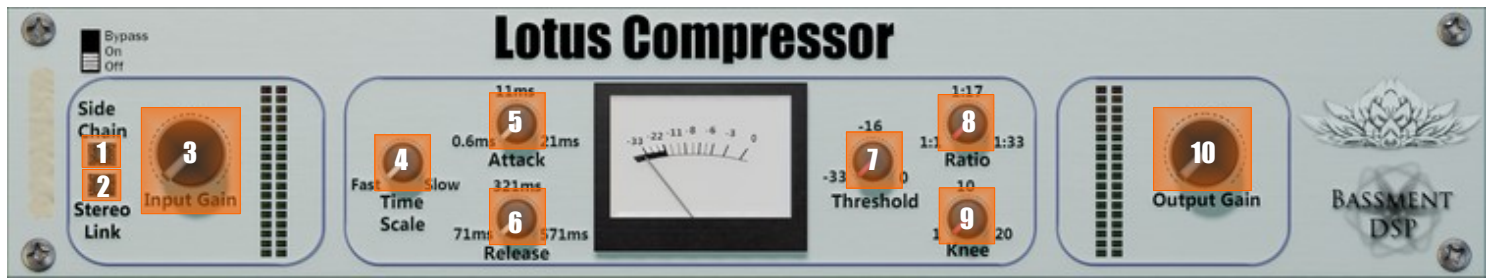 Lotus Compressor
Bypass
On
Off
Side
Chain
1
2
Stereo
Link
3
Input Gain
4
Fast
Slow
Time
Scale
11ms
5
0.6ms
21ms
Attack
321ms
6
71ms
571ms
Release
-33 -22 -11 -8 -6 -3 0
-16
7
-33
0
Threshold
1:17
8
1:33
Ratio
10
9
20
Knee
10
Output Gain
BASSMENT
DSP